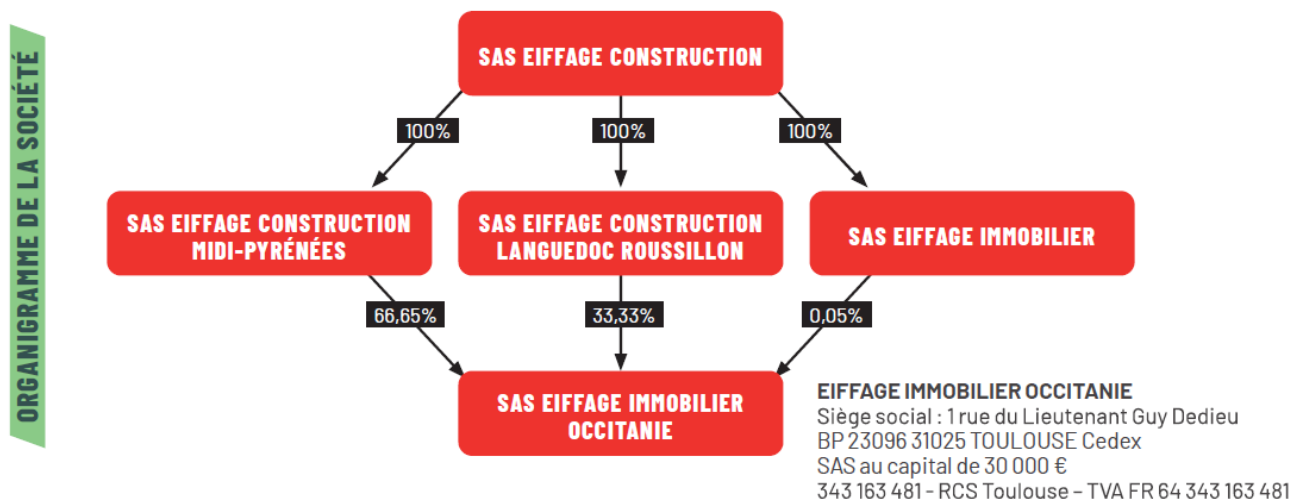 ORGANIGRAMME DE LA SOCIÉTÉ
SAS EIFFAGE CONSTRUCTION
100%
100%
100%
SAS EIFFAGE CONSTRUCTION
MIDI-PYRÉNÉES
SAS EIFFAGE CONSTRUCTION
LANGUEDOC ROUSSILLON
SAS EIFFAGE IMMOBILIER
66,65%
33,33%
0,05%
SAS EIFFAGE IMMOBILIER
OCCITANIE
EIFFAGE IMMOBILIER OCCITANIE
Siège social : 1 rue du Lieutenant Guy Dedieu
BP 23096 31025 TOULOUSE Cedex
SAS au capital de 30 000 €
343 163 481 - RCS Toulouse – TVA FR 64 343 163 481